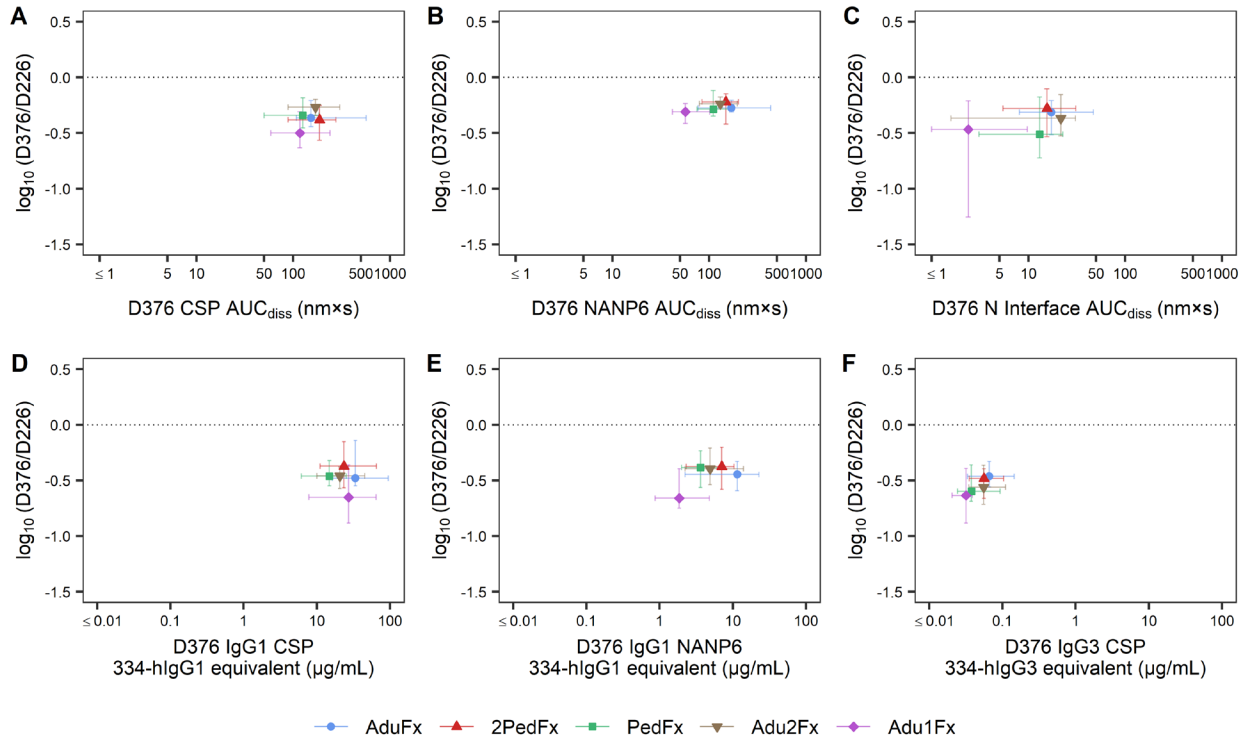 A
B
C
0.5
0.0
-0.5
-1.0
-1.5
log10 (D376/D226)
≤ 1
5
10
50
100
500
1000
D376 CSP AUCdiss (nm×s)
0.5
0.0
-0.5
-1.0
-1.5
log10 (D376/D226)
≤ 1
5
10
50
100
500
1000
D376 NANP6 AUCdiss (nm×s)
0.5
0.0
-0.5
-1.0
-1.5
log10 (D376/D226)
≤ 1
5
10
50
100
500
1000
D376 N Interface AUCdiss (nm×s)
D
E
F
0.5
0.0
-0.5
-1.0
-1.5
log10 (D376/D226)
≤ 0.01
0.1
1
10
100
D376 IgG1 CSP
334-hIgG1 equivalent (µg/mL)
0.5
0.0
-0.5
-1.0
-1.5
log10 (D376/D226)
≤ 0.01
0.1
1
10
100
D376 IgG1 NANP6
334-hIgG1 equivalent (µg/mL)
0.5
0.0
-0.5
-1.0
-1.5
log10 (D376/D226)
≤ 0.01
0.1
1
10
100
D376 IgG3 CSP
334-hIgG3 equivalent (µg/mL)
AduFx
2PedFx
PedFx
Adu2Fx
Adu1Fx